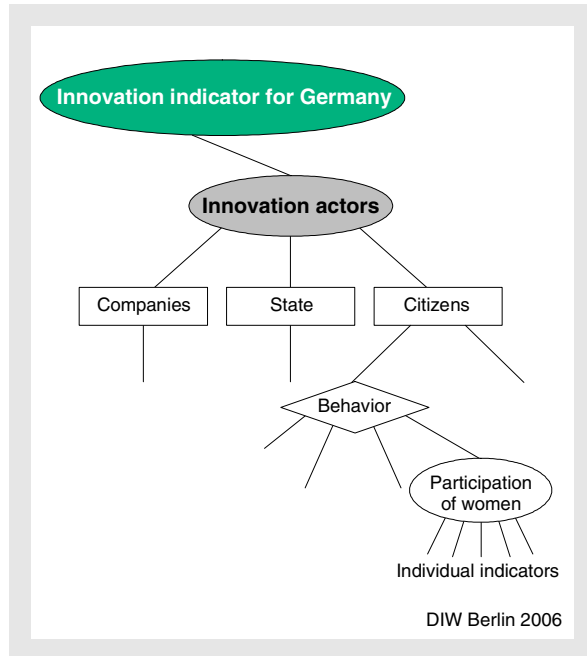 Innovation indicator for Germany
Innovation actors
Companies
State
Citizens
Behavior
Participation
of women
Individual indicators
DIW Berlin 2006